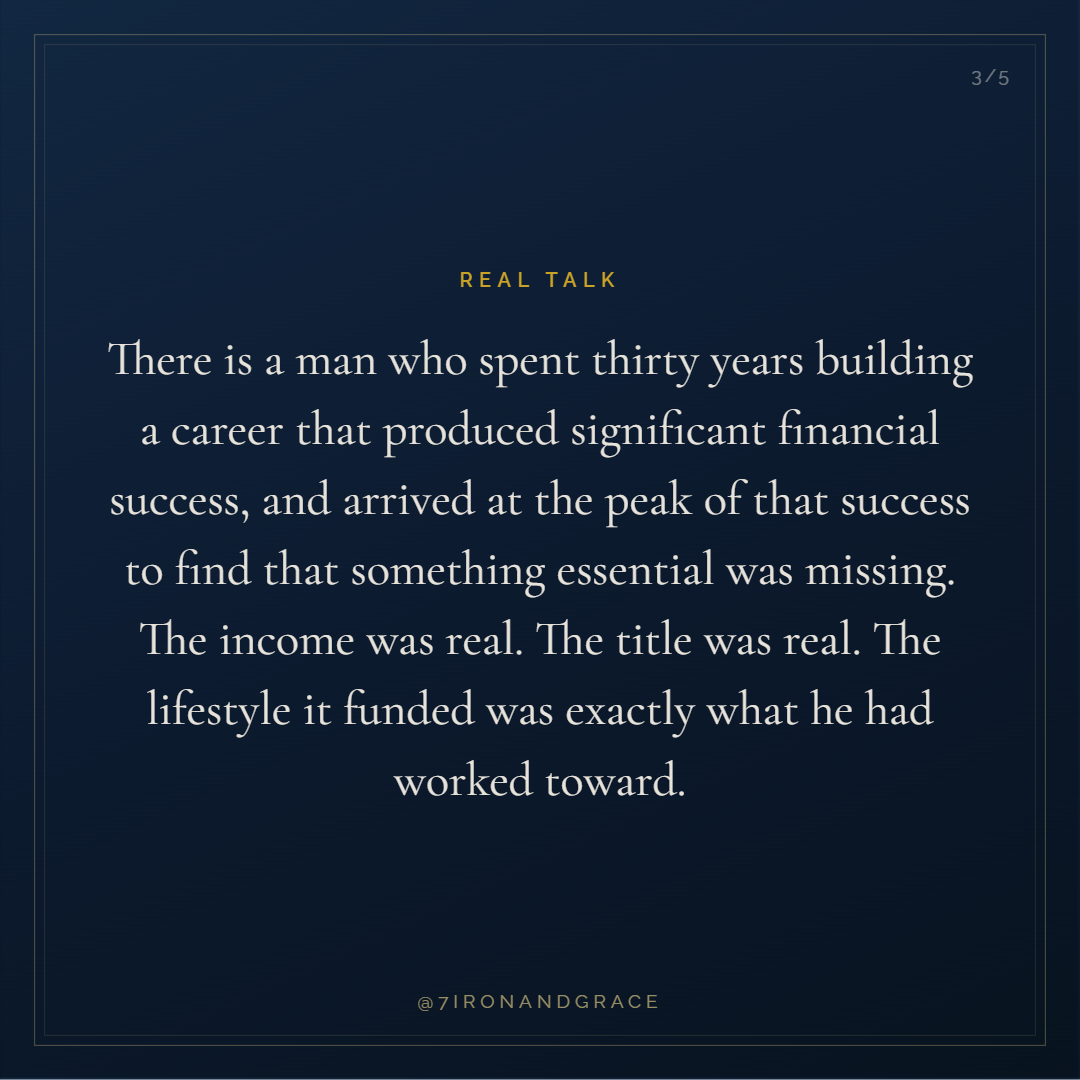 3/5
REAL TALK
There is a man who spent thirty years building
a career that produced significant financial
success, and arrived at the peak of that success
to find that something essential was missing.
The income was real. The title was real. The
lifestyle it funded was exactly what he had
worked toward.
@7IRONANDGRACE